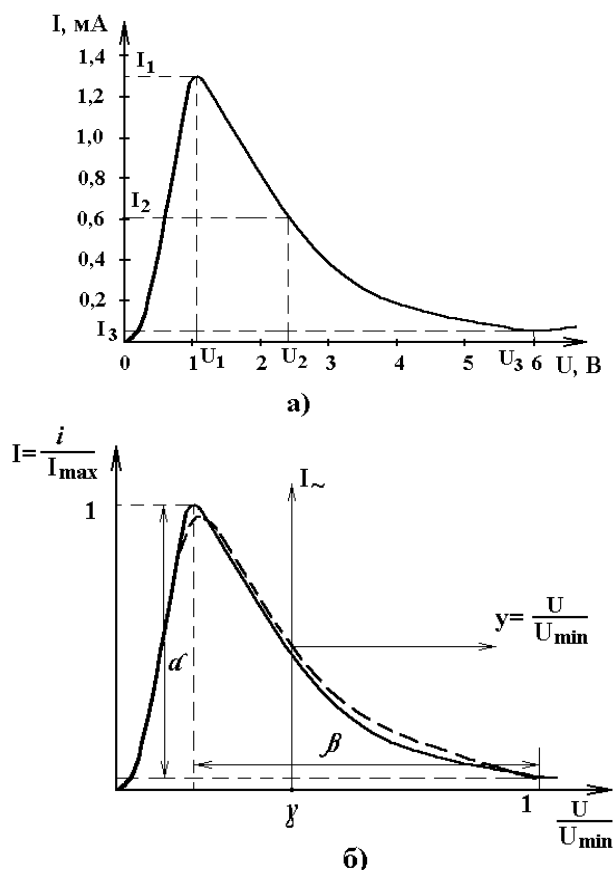 I, мА
1,4
I1
1,2
1,0
0,8
I2
0,6
0,4
0,2
I3
0 1 U1 2 U2 3 4 5 U3 6 U, В
а)
I= i
Imax
I~
1
y= U
Umin
α
β
1
γ
U
Umin
б)